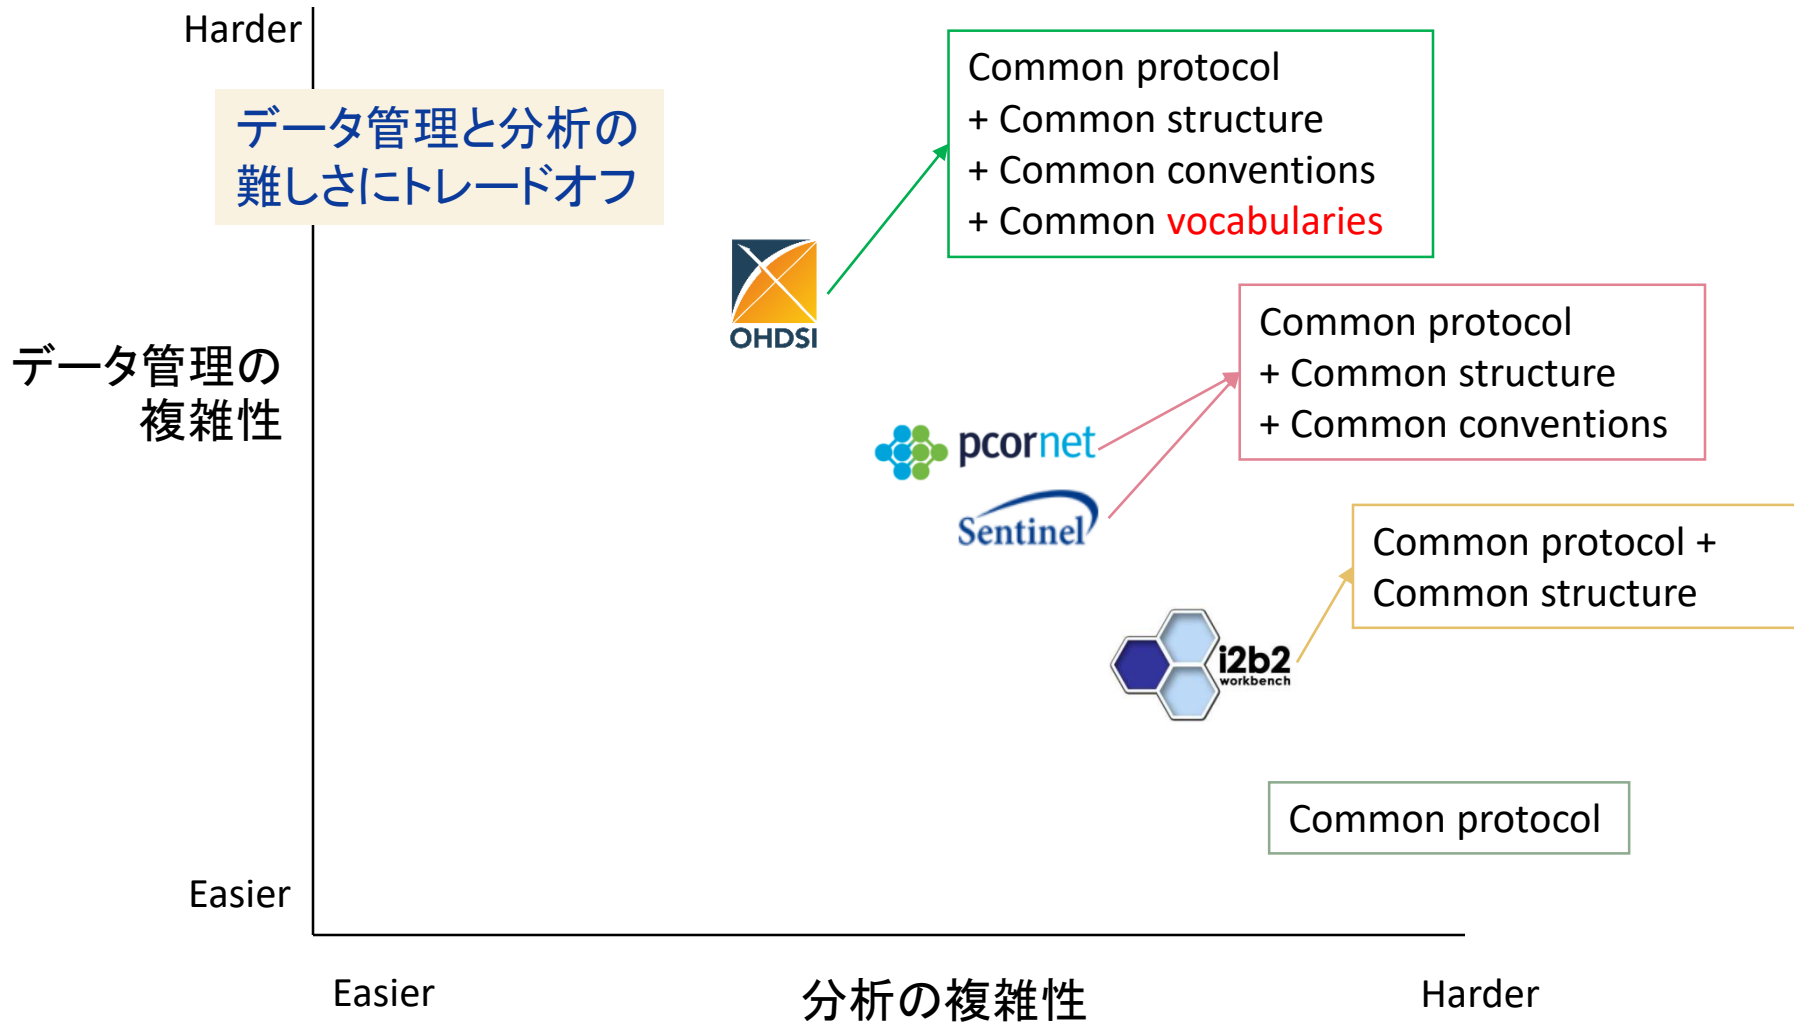 Harder
データ管理と分析の
難しさにトレードオフ
Common protocol
+ Common structure
+ Common conventions
+ Common vocabularies
OHDSI
データ管理の
複雑性
Common protocol
+ Common structure
+ Common conventions
pcornet
Sentinel
Common protocol +
Common structure
i2b2
workbench
Common protocol
Easier
Easier
分析の複雑性
Harder